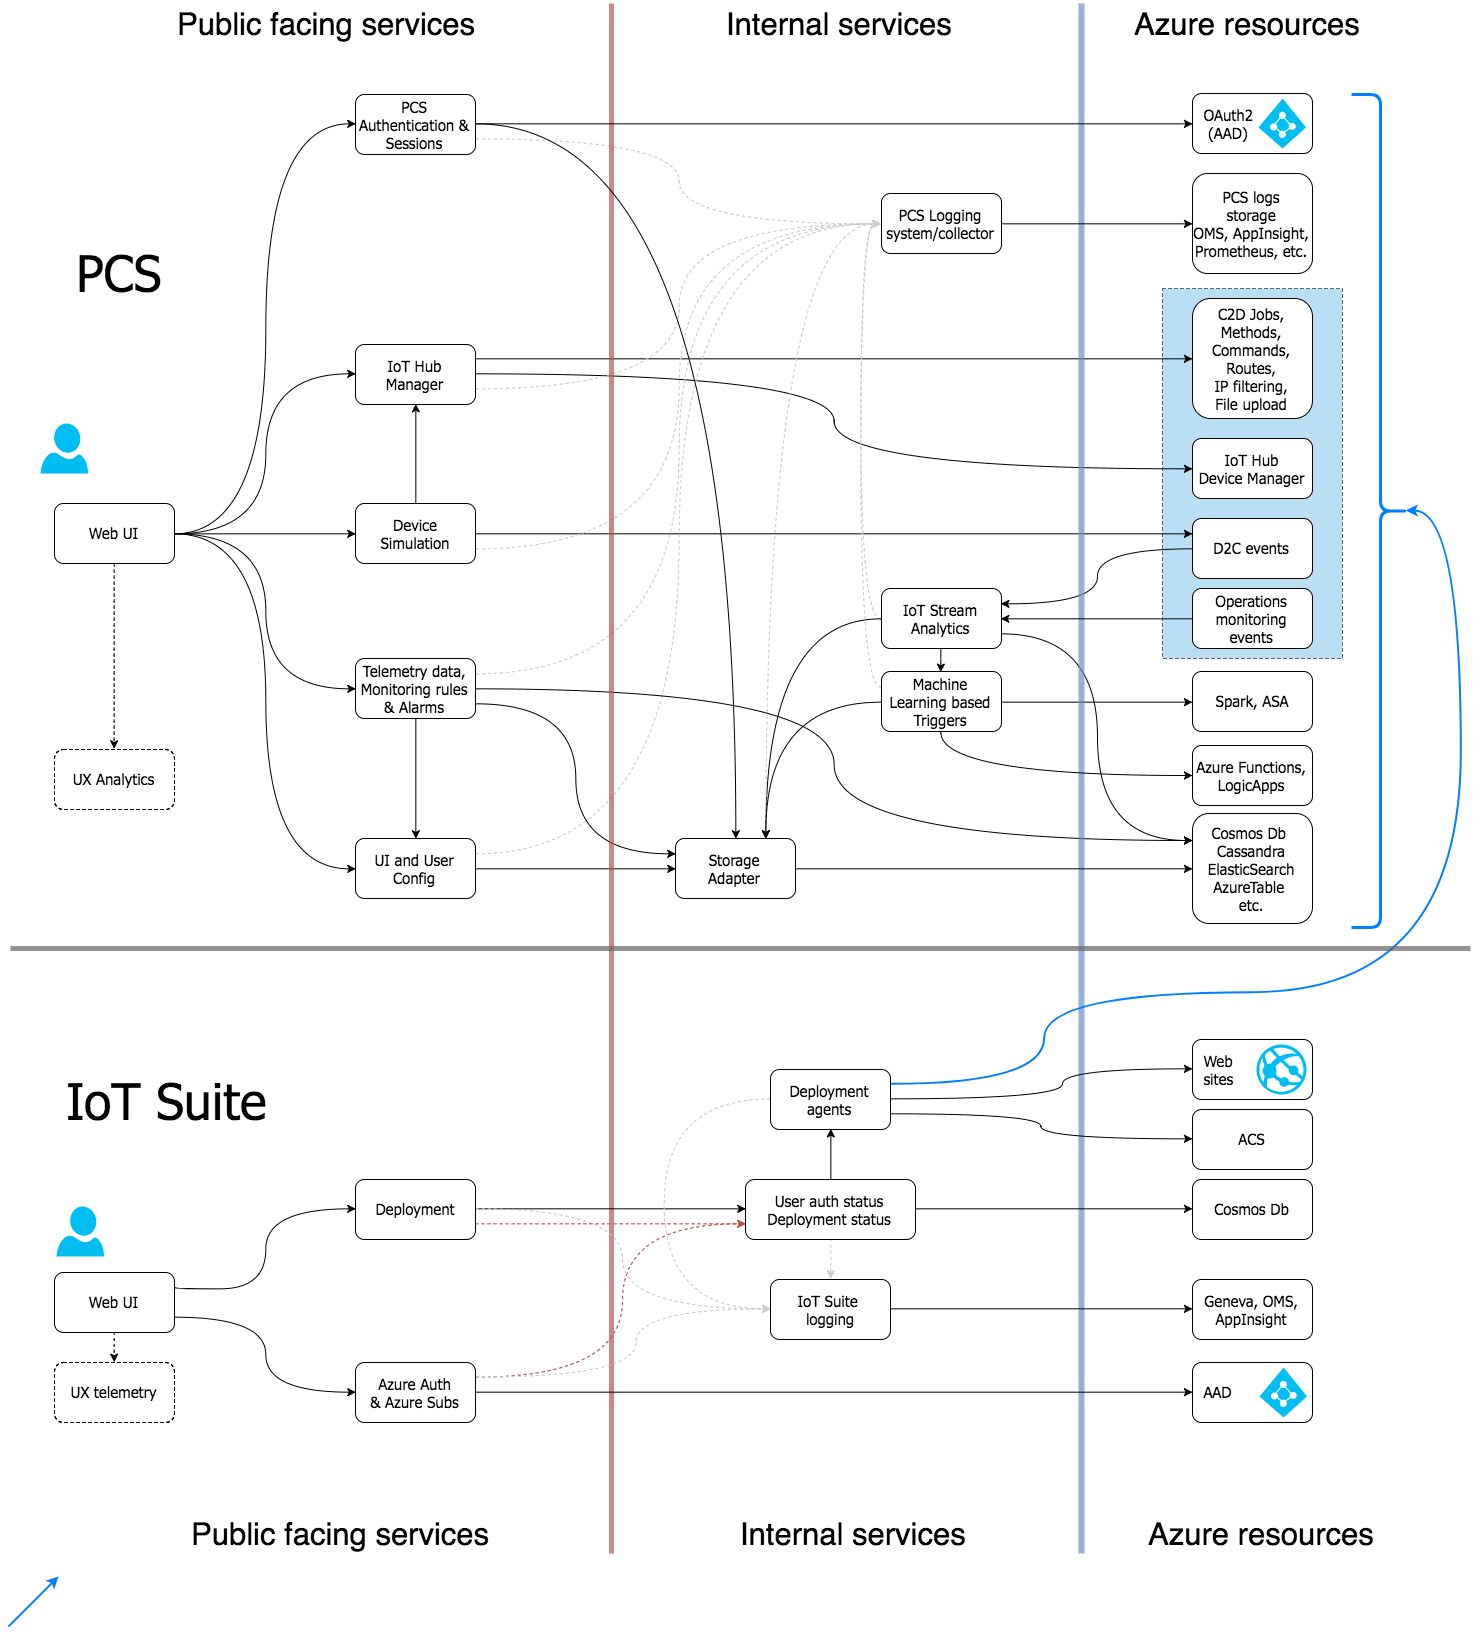 Public facing services
Internal services
Azure resources
PCS
Authentication &
Sessions
OAuth2
(AAD)
PCS Logging
system/collector
PCS logs
storage
OMS, AppInsight,
Prometheus, etc.
PCS
IoT Hub
Manager
C2D Jobs,
Methods,
Commands,
Routes,
IP filtering,
File upload
IoT Hub
Device Manager
Web UI
Device
Simulation
D2C events
IoT Stream
Analytics
Operations
monitoring
events
Telemetry data,
Monitoring rules
& Alarms
Machine
Learning based
Triggers
Spark, ASA
UX Analytics
Azure Functions,
LogicApps
UI and User
Config
Storage
Adapter
Cosmos Db
Cassandra
ElasticSearch
AzureTable
etc.
IoT Suite
Deployment
agents
Web
sites
ACS
Deployment
User auth status
Deployment status
Cosmos Db
Web UI
IoT Suite
logging
Geneva, OMS,
AppInsight
UX telemetry
Azure Auth
& Azure Subs
AAD
Public facing services
Internal services
Azure resources